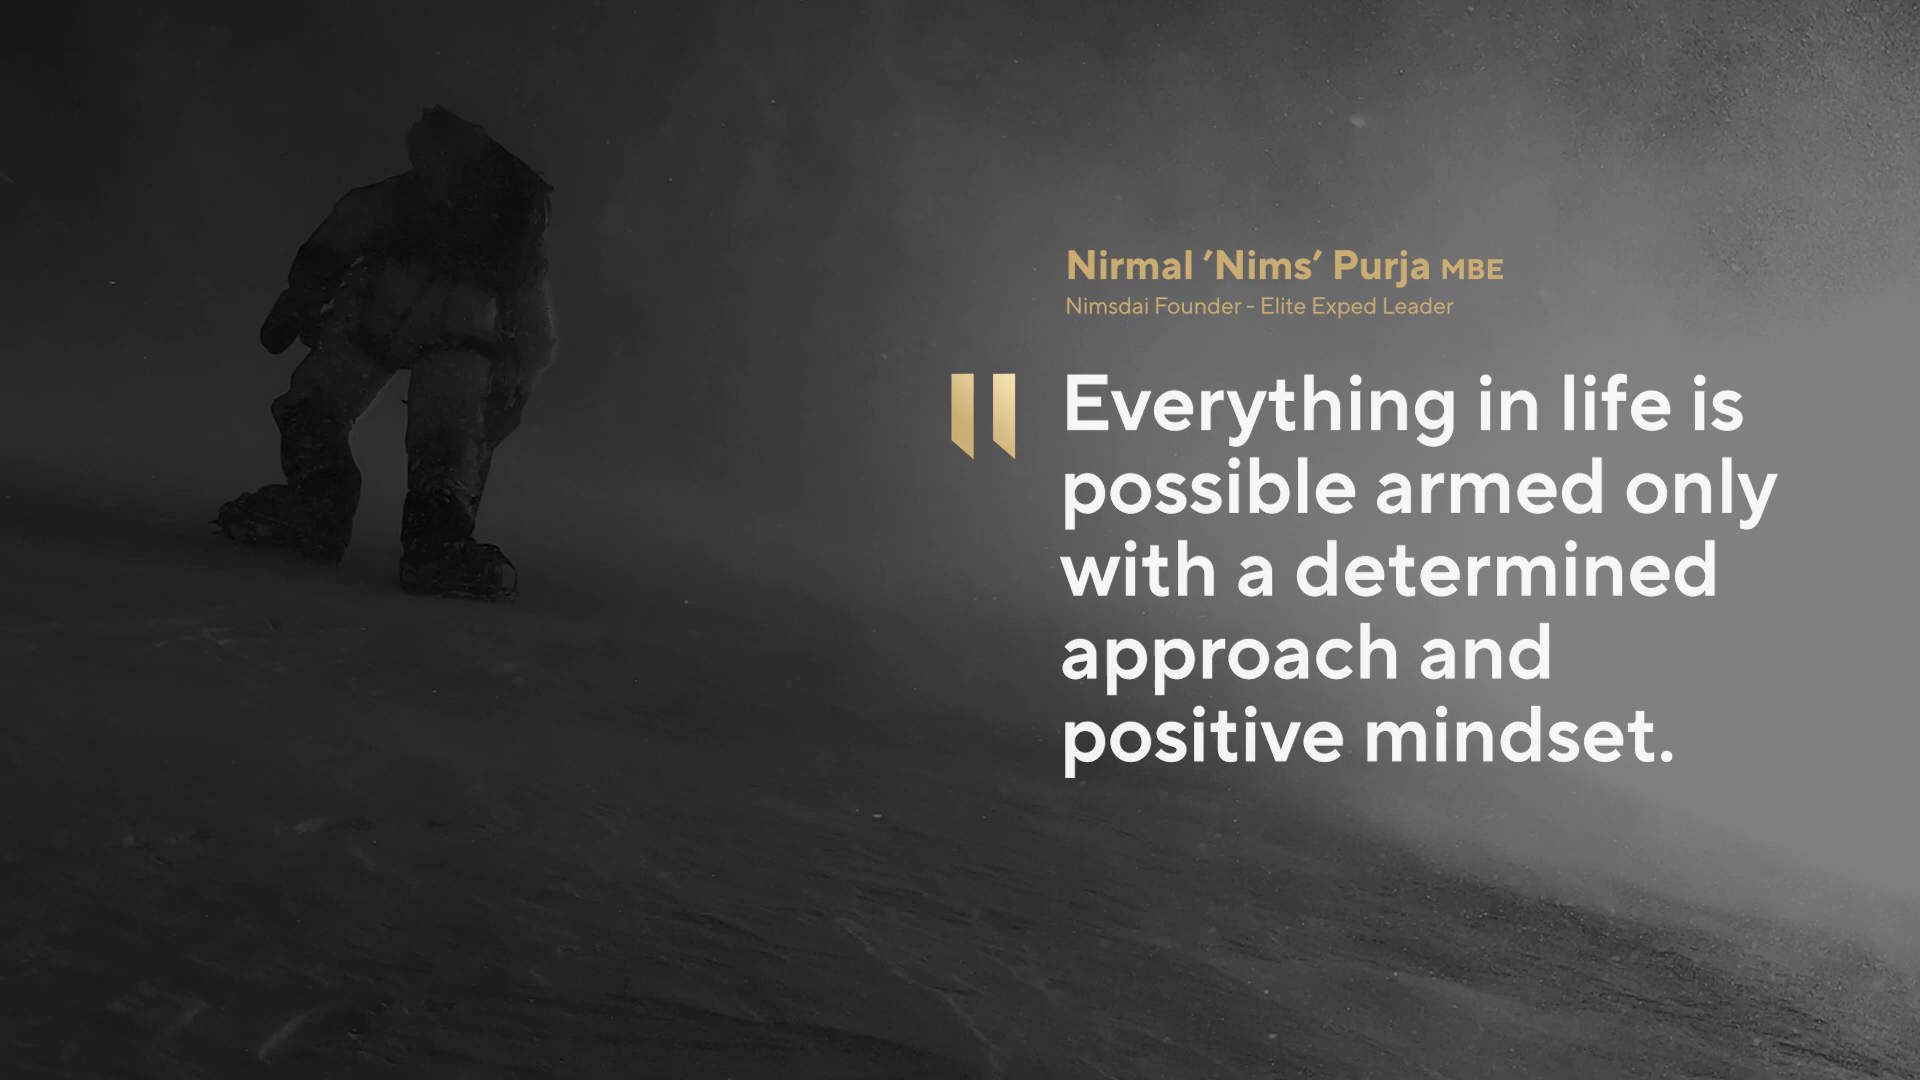 Nirmal ’Nims’ Purja MBE
Nimsdai Founder - Elite Exped Leader
Everything in life is
possible armed only
with a determined
approach and
positive mindset.